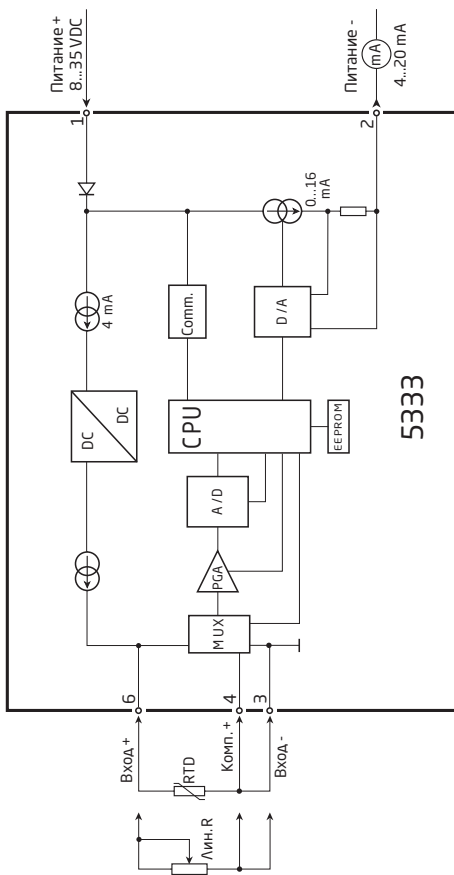 Питание +
8...35 VDC
Питание -
mA
4...20 mA
1
2
0...16
mA
4 mA
Comm.
D/A
DC
DC
CPU
EEPROM
5333
A/D
PGA
MUX
6
4
3
Вход +
RTD
Комп.+
Вход -
Лин.R